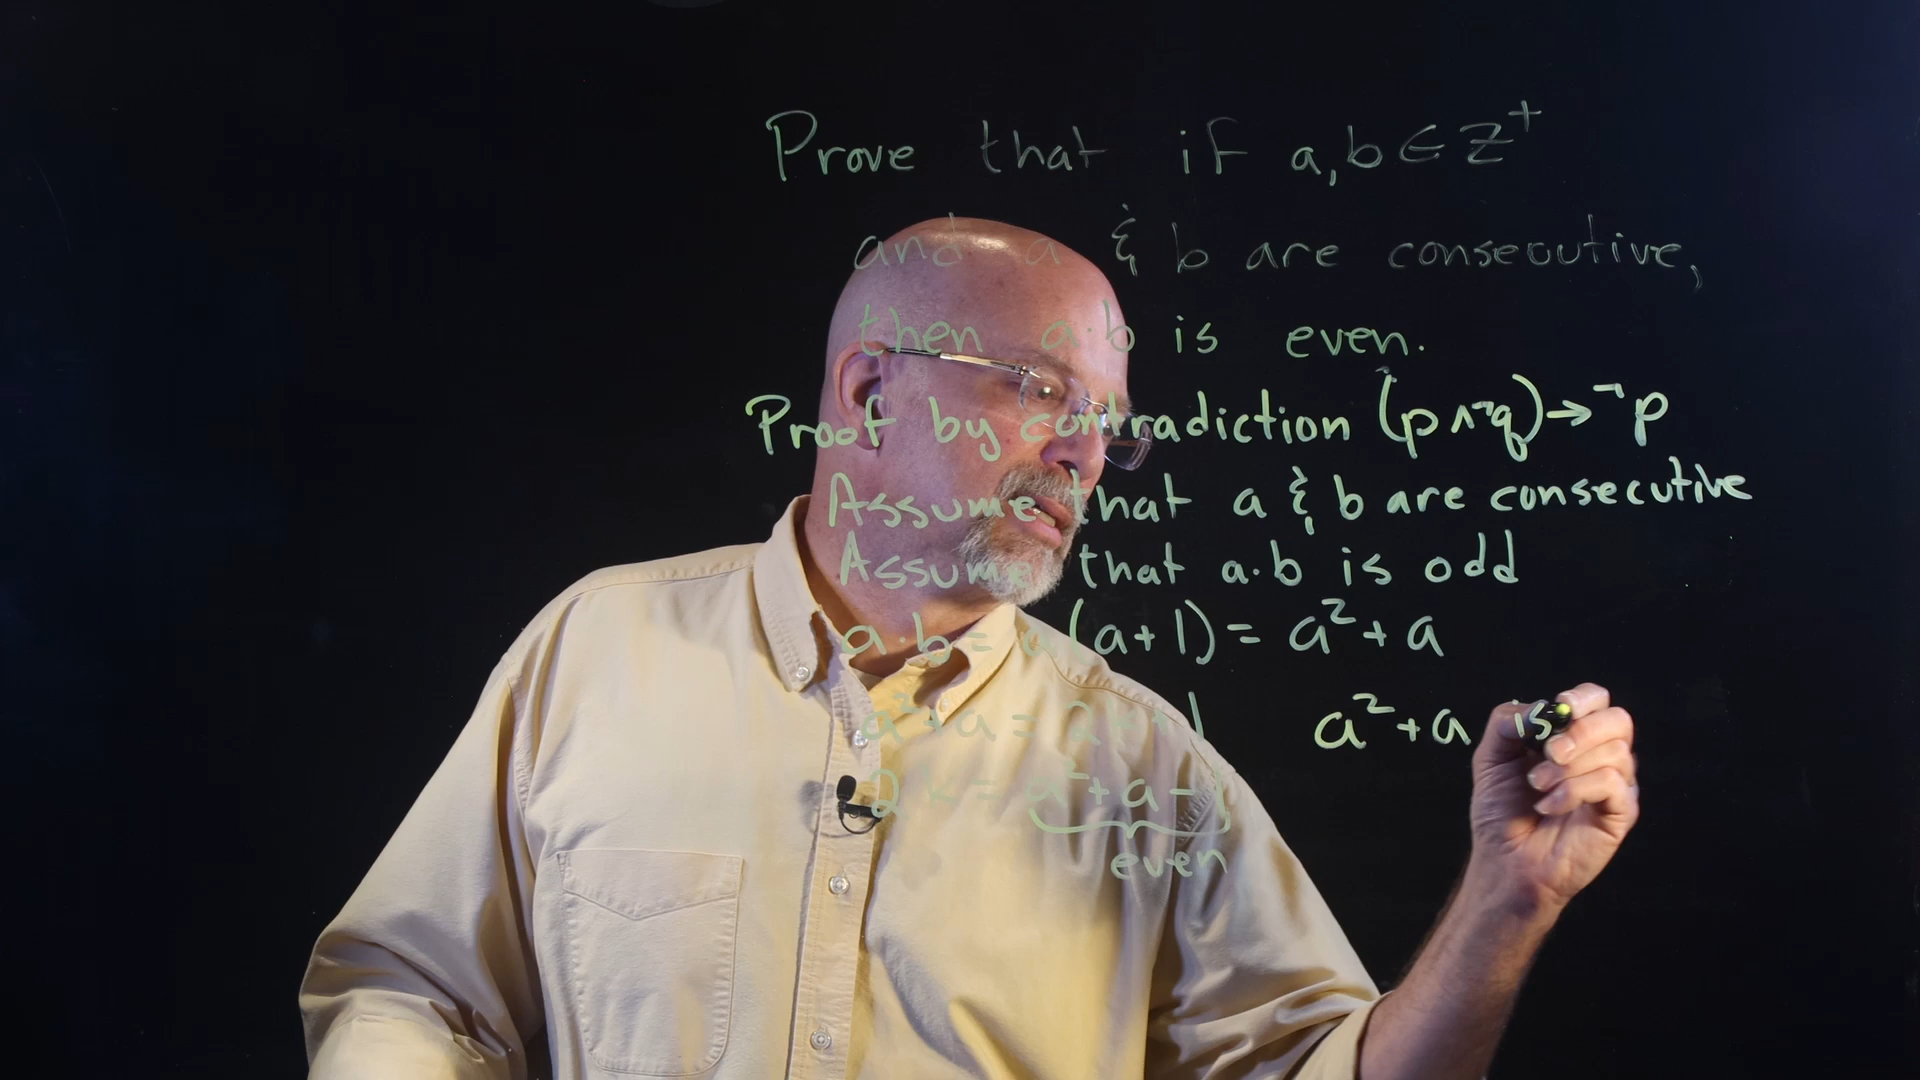 Prove that if a,b ∈ Z⁺
and a & b are consecutive,
then a·b is even.
Proof by contradiction (p ∧ ¬q) → ¬p
Assume that a & b are consecutive
Assume that a·b is odd
a·b = a(a+1) = a² + a
a² + a = 2k + 1 a² + a is
2k = a² + a - 1
even